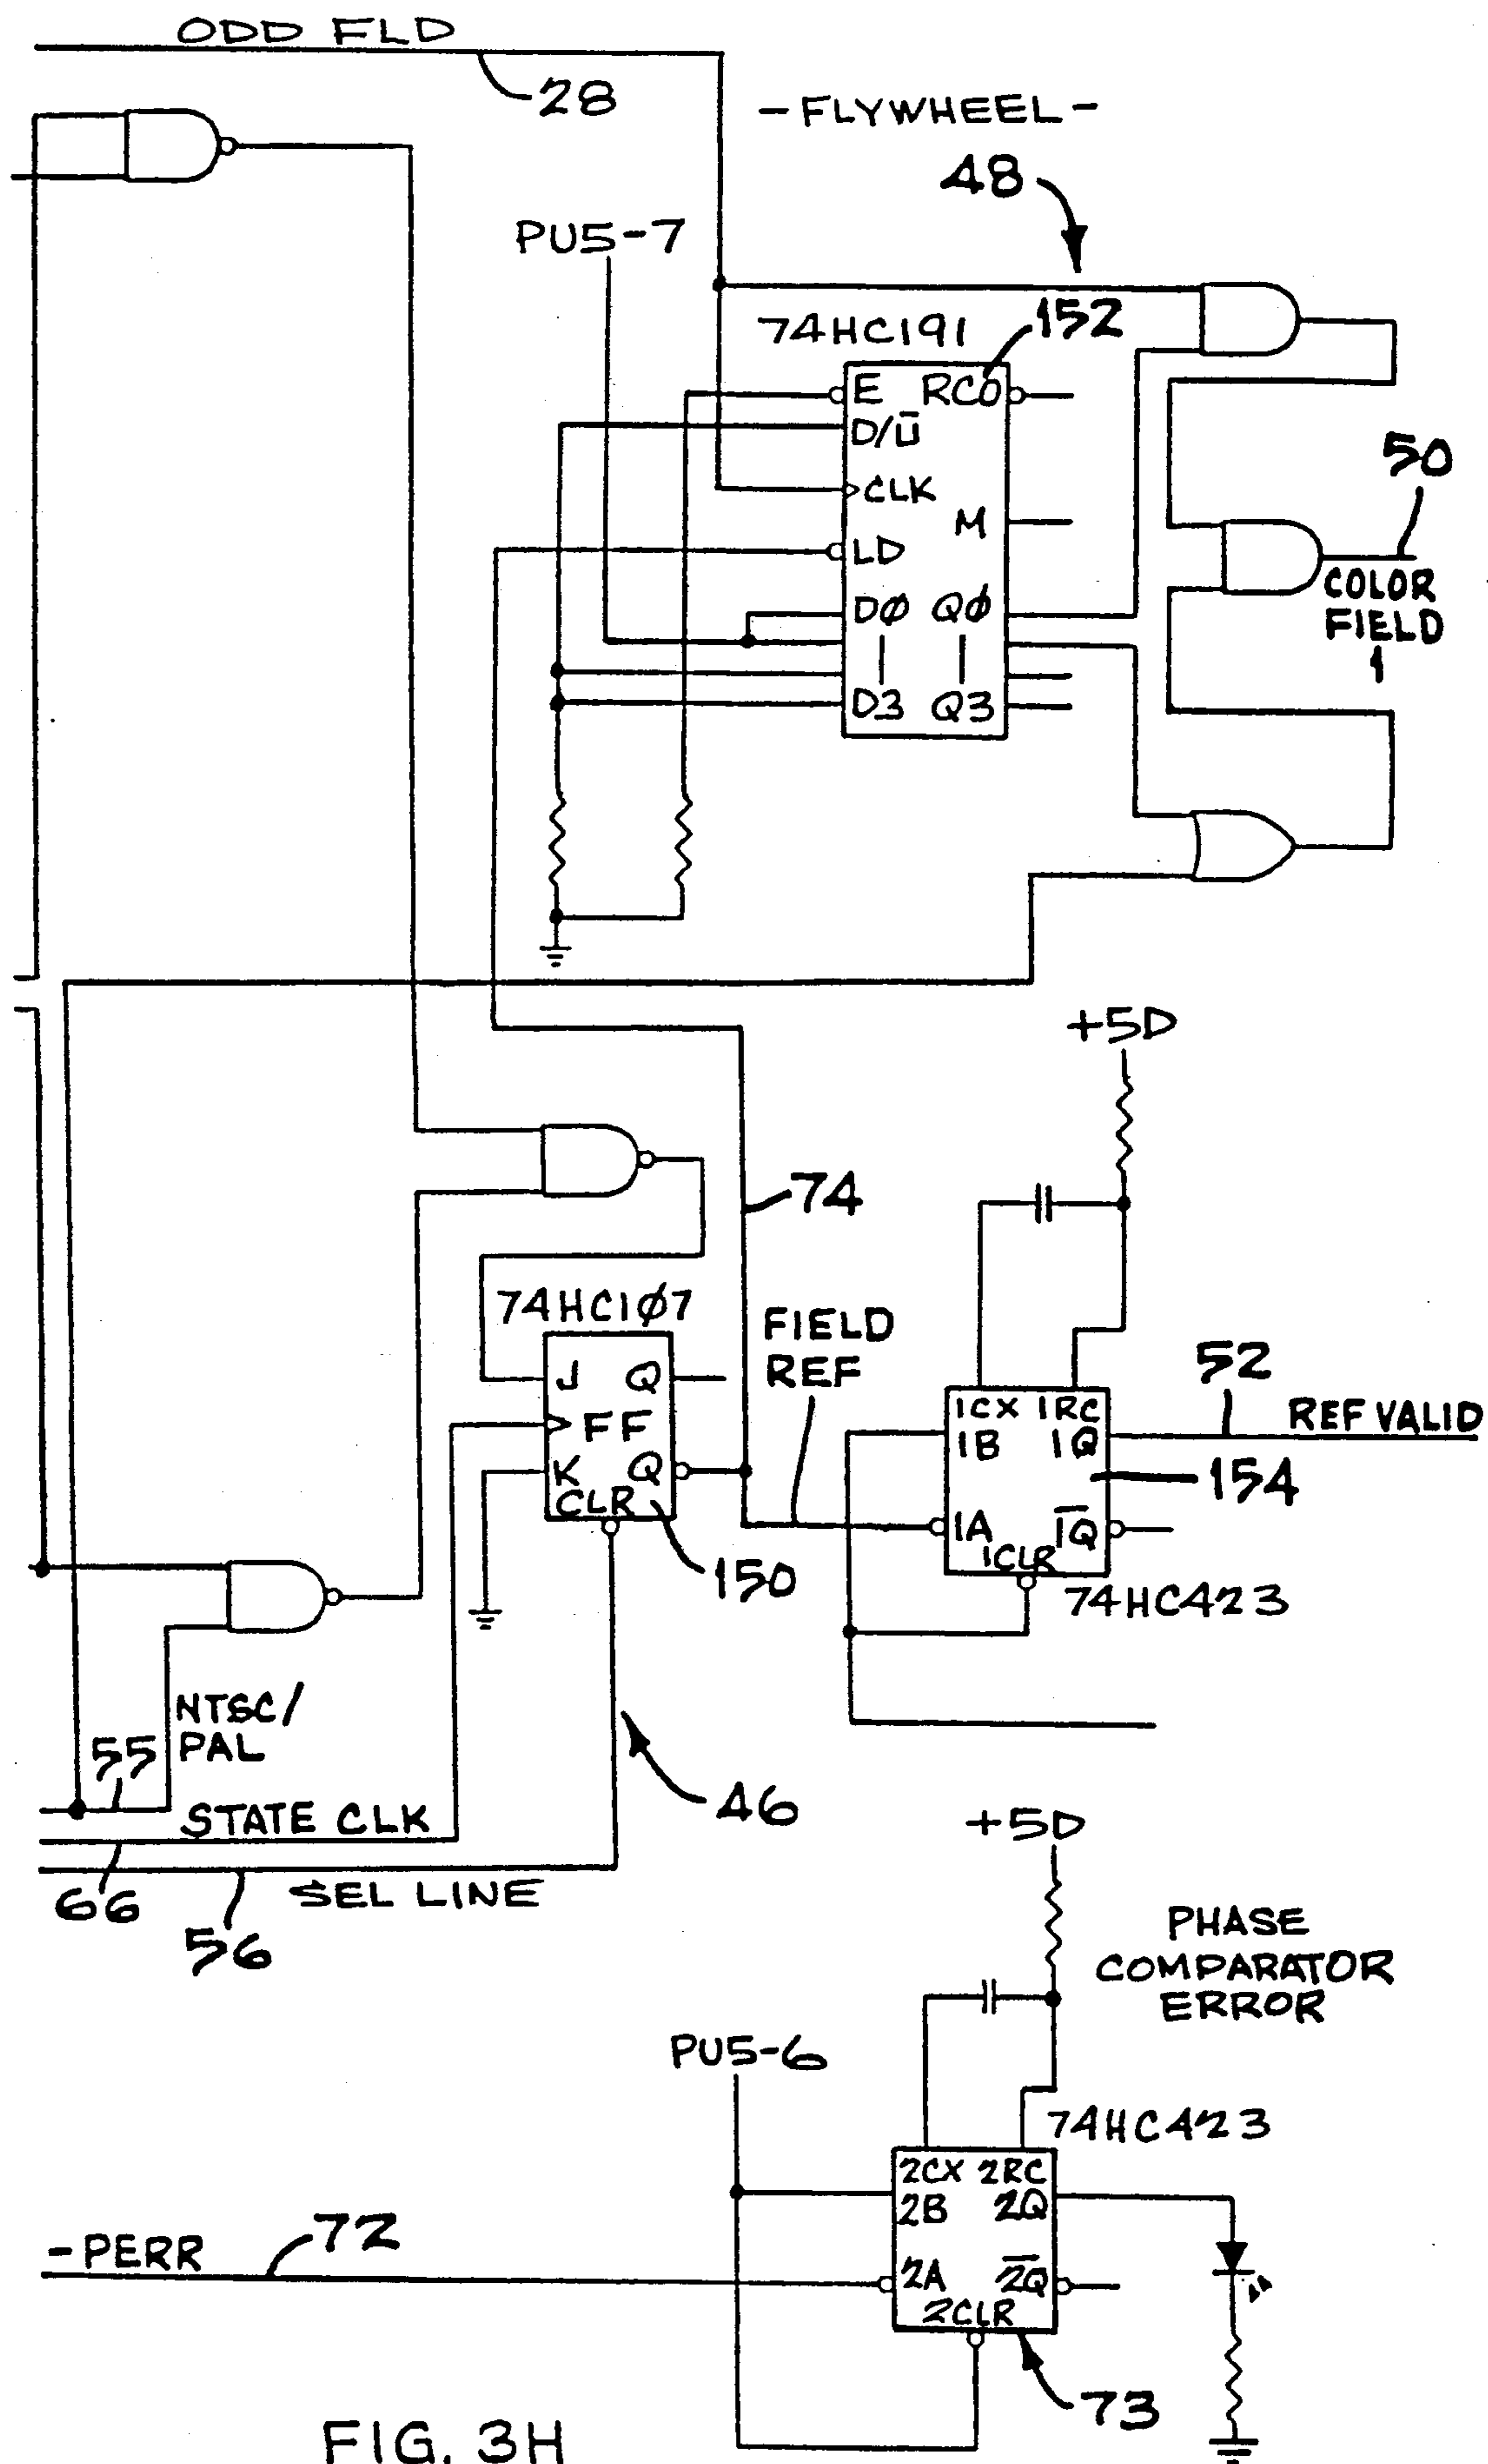 ODD FLD
28
-FLYWHEEL-
48
PU5-7
74HC191
152
E RCO
D/U̅
CLK
M
LD
DØ QØ
D3 Q3
50
COLOR
FIELD
1
+5D
74
74HC1Ø7
FIELD
REF
J Q
FF
K Q
CLR
150
52
1CX 1RC
1B 1Q
REF VALID
154
1A 1̅Q̅
1CLR
74HC423
NTSC/
PAL
55
STATE CLK
46
66
SEL LINE
56
+5D
PHASE
COMPARATOR
ERROR
PU5-6
74HC423
2CX 2RC
2B 2Q
-PERR
72
2A 2̅Q̅
2CLR
73
FIG. 3H